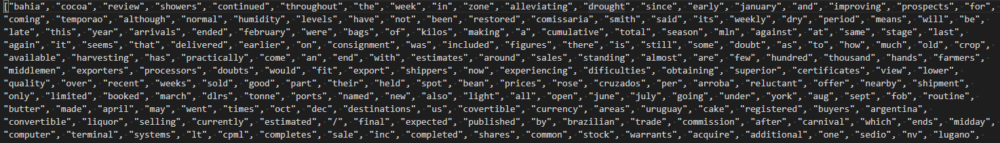 ["bahia", "cocoa", "review", "showers", "continued", "throughout", "the", "week", "in", "zone", "alleviating", "drought", "since", "early", "january", "and", "improving", "prospects", "for",
"coming", "temporao", "although", "normal", "humidity", "levels", "have", "not", "been", "restored", "comissaria", "smith", "said", "its", "weekly", "dry", "period", "means", "will", "be",
"late", "this", "year", "arrivals", "ended", "february", "were", "bags", "of", "kilos", "making", "a", "cumulative", "total", "season", "mln", "against", "at", "same", "stage", "last",
"again", "it", "seems", "that", "delivered", "earlier", "on", "consignment", "was", "included", "figures", "there", "is", "still", "some", "doubt", "as", "to", "how", "much", "old", "crop",
"available", "harvesting", "has", "practically", "come", "an", "end", "with", "estimates", "around", "sales", "standing", "almost", "are", "few", "hundred", "thousand", "hands", "farmers",
"middlemen", "exporters", "processors", "doubts", "would", "fit", "export", "shippers", "now", "experiencing", "dificulties", "obtaining", "superior", "certificates", "view", "lower",
"quality", "over", "recent", "weeks", "sold", "good", "part", "their", "held", "spot", "bean", "prices", "rose", "cruzados", "per", "arroba", "reluctant", "offer", "nearby", "shipment",
"only", "limited", "booked", "march", "dlrs", "tonne", "ports", "named", "new", "also", "light", "all", "open", "june", "july", "going", "under", "york", "aug", "sept", "fob", "routine",
"butter", "made", "april", "may", "went", "times", "oct", "dec", "destinations", "us", "covertible", "currency", "areas", "uruguay", "cake", "registered", "buyers", "argentina",
"convertible", "liquor", "selling", "currently", "estimated", "/", "final", "expected", "published", "by", "brazilian", "trade", "commission", "after", "carnival", "which", "ends", "midday",
"computer", "terminal", "systems", "lt", "cpml", "completes", "sale", "inc", "completed", "shares", "common", "stock", "warrants", "acquire", "additional", "one", "sedio", "nv", "lugano",